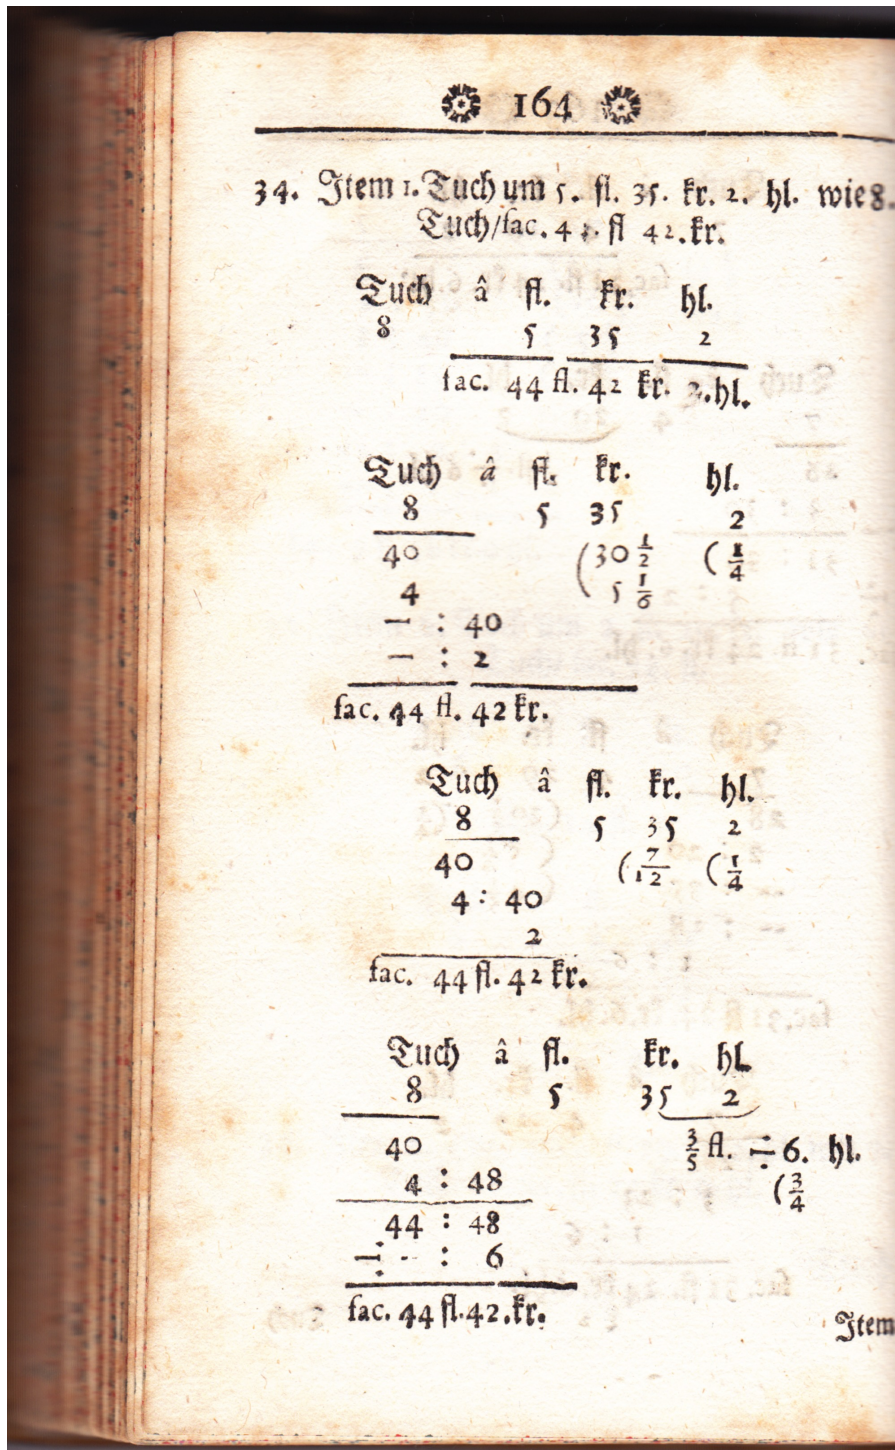 164
34. Item 1. Tuch um 5. fl. 35. kr. 2. hl. wie 8.
Tuch/fac. 44. fl 42. kr.
Tuch â fl. kr. hl.
8 5 35 2
fac. 44 fl. 42 kr. .hl.
Tuch â fl. kr. hl.
8 5 35 2
40 (30 1/2 (1/4
4 ( 5 1/6
— : 40
— : 2
fac. 44 fl. 42 kr.
Tuch â fl. kr. hl.
8 5 35 2
40 (7/12 (1/4
4 : 40
2
fac. 44 fl. 42 kr.
Tuch â fl. kr. hl.
8 5 35 2
40 3/5 fl. ÷ 6. hl.
4 : 48 (3/4
44 : 48
÷ - : 6
fac. 44 fl. 42. kr.
Item